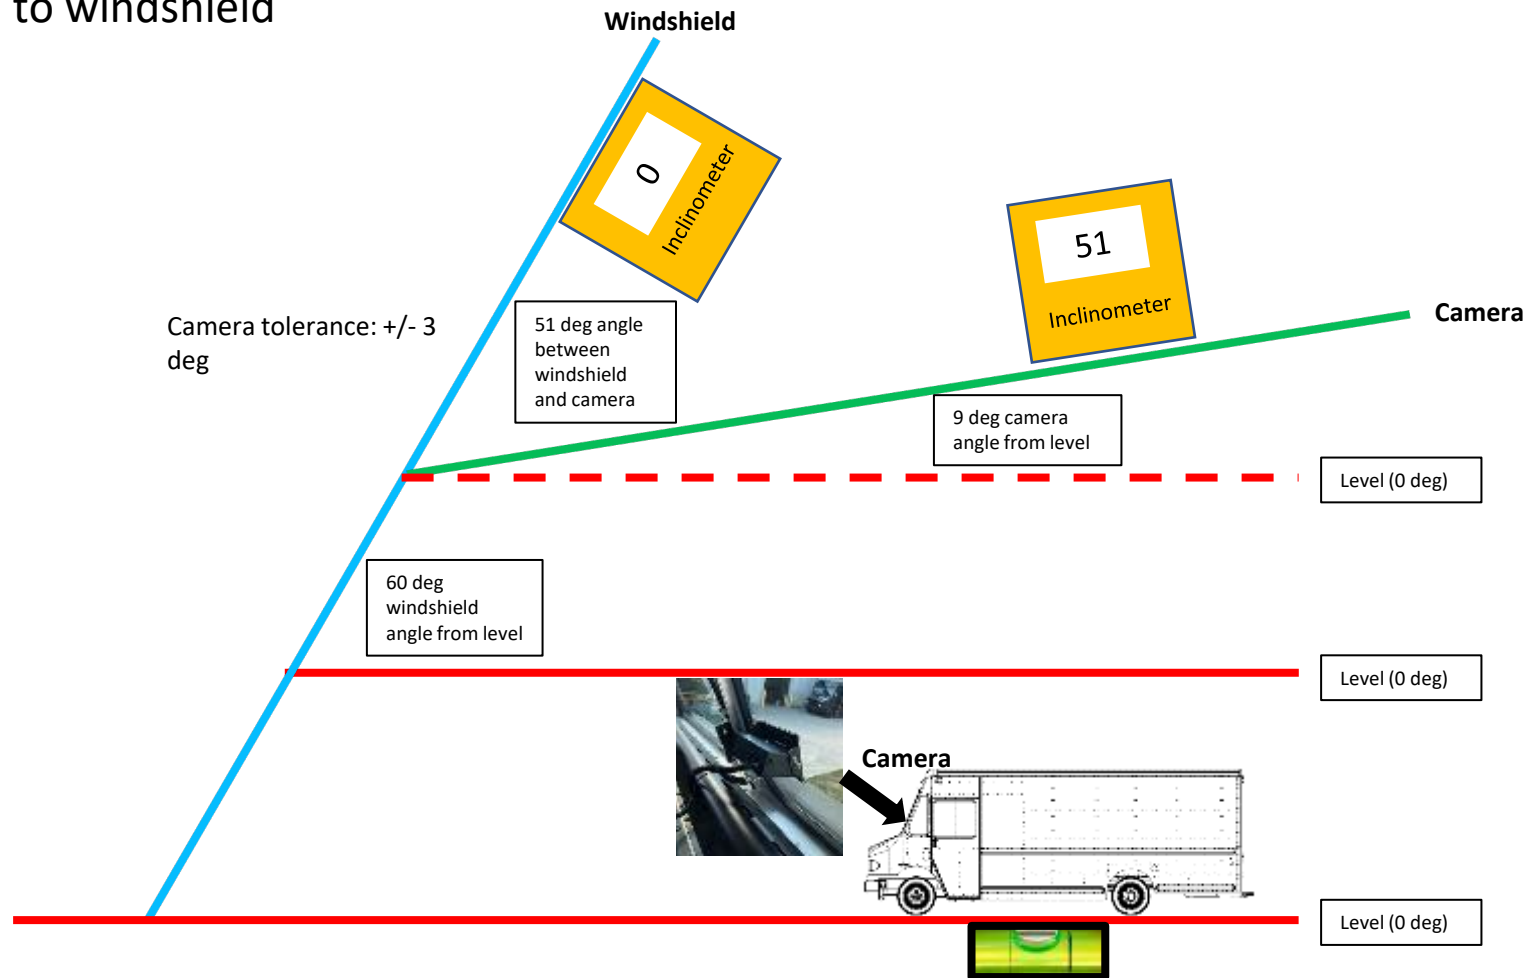 to windshield
Windshield
0
Inclinometer
51
Inclinometer
Camera
Camera tolerance: +/- 3
deg
51 deg angle
between
windshield
and camera
9 deg camera
angle from level
Level (0 deg)
60 deg
windshield
angle from level
Level (0 deg)
Camera
Level (0 deg)